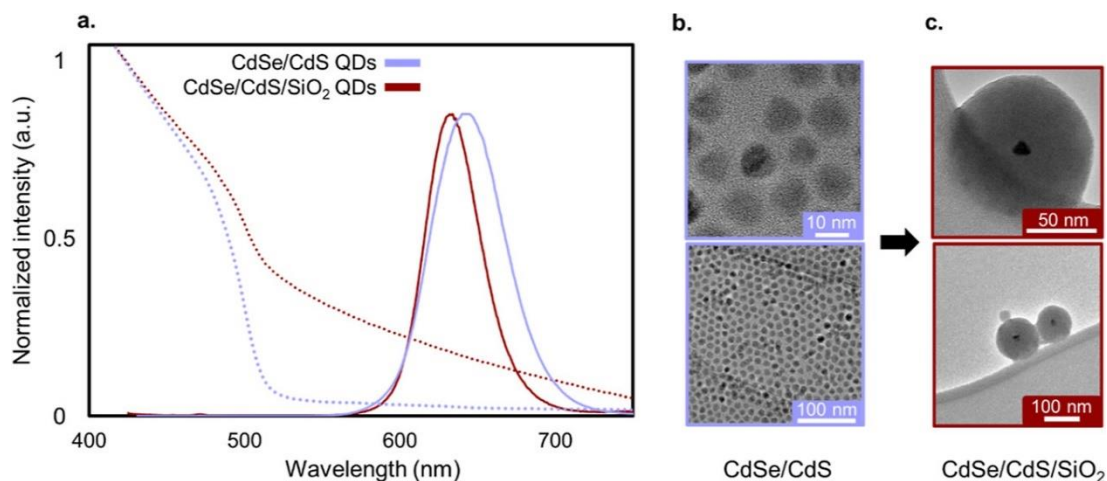 a.
1
0.5
0
Normalized intensity (a.u.)
CdSe/CdS QDs
CdSe/CdS/SiO₂ QDs
400
500
600
700
Wavelength (nm)
b.
10 nm
100 nm
CdSe/CdS
c.
50 nm
100 nm
CdSe/CdS/SiO₂